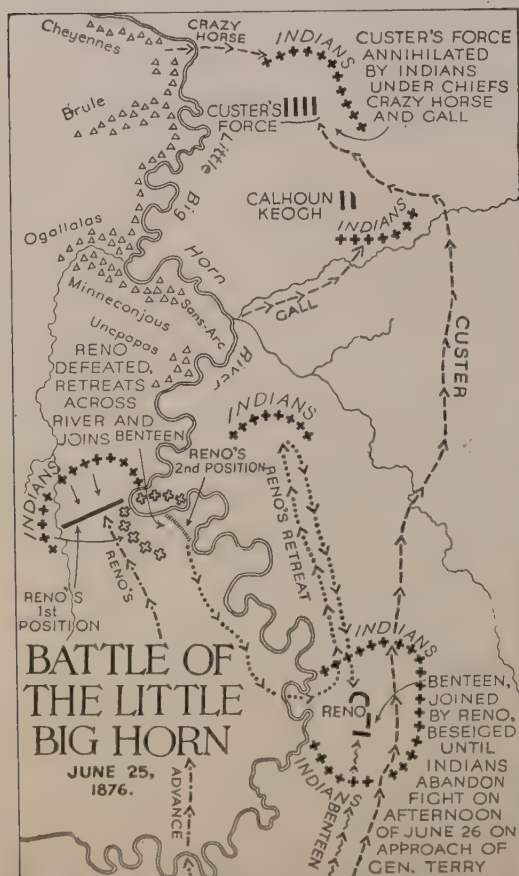 Cheyennes
CRAZY
HORSE
INDIANS
CUSTER'S FORCE
ANNIHILATED
BY INDIANS
UNDER CHIEFS
CRAZY HORSE
AND GALL
Brule
CUSTER'S
FORCE
Little
Big
Horn
River
CALHOUN
KEOGH
INDIANS
Ogallalas
Minneconjous
Sans-Arc
Uncpapas
GALL
CUSTER
RENO
DEFEATED,
RETREATS
ACROSS
RIVER AND
JOINS BENTEEN
INDIANS
RENO'S
2nd POSITION
RENO'S RETREAT
INDIANS
RENO'S
1st
POSITION
RENO'S
ADVANCE
BATTLE OF
THE LITTLE
BIG HORN
JUNE 25,
1876.
INDIANS
RENO
INDIANS
BENTEEN
BENTEEN,
JOINED
BY RENO,
BESEIGED
UNTIL
INDIANS
ABANDON
FIGHT ON
AFTERNOON
OF JUNE 26 ON
APPROACH OF
GEN. TERRY